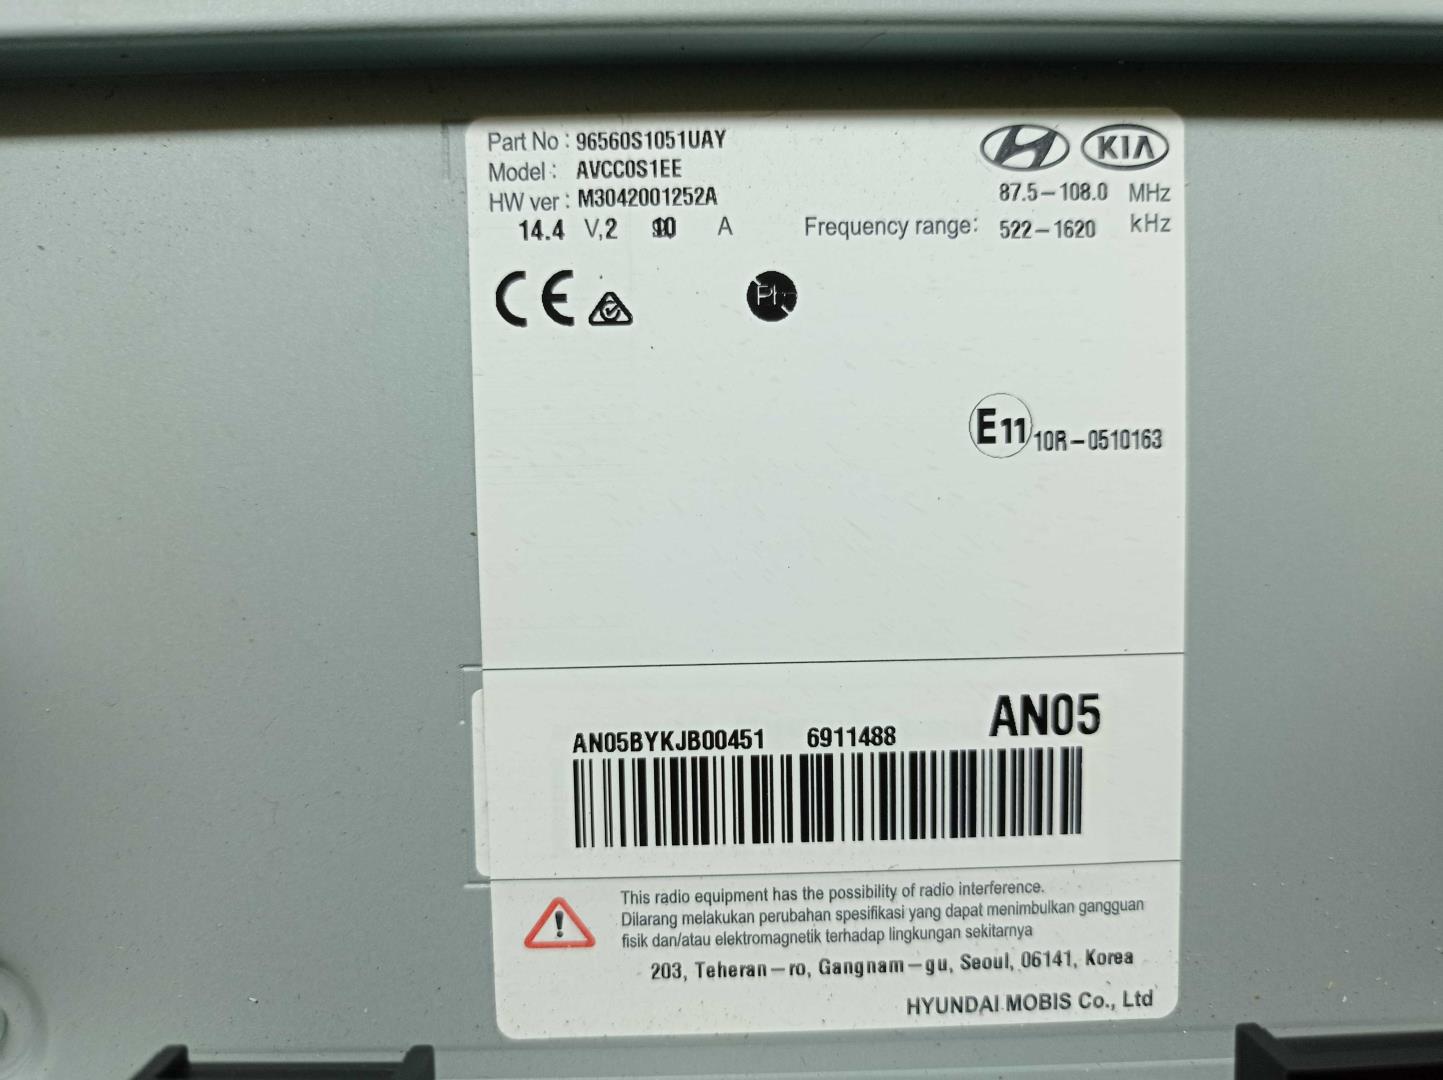 Part No : 96560S1051UAY
Model : AVCC0S1EE
HW ver : M3042001252A
14.4 V,2 A
KIA
87.5-108.0 MHz
Frequency range: 522-1620 kHz
CE
E11 10R-0510163
AN05
AN05BYKJB00451 6911488
This radio equipment has the possibility of radio interference.
Dilarang melakukan perubahan spesifikasi yang dapat menimbulkan gangguan
fisik dan/atau elektromagnetik terhadap lingkungan sekitarnya
203, Teheran-ro, Gangnam-gu, Seoul, 06141, Korea
HYUNDAI MOBIS Co., Ltd